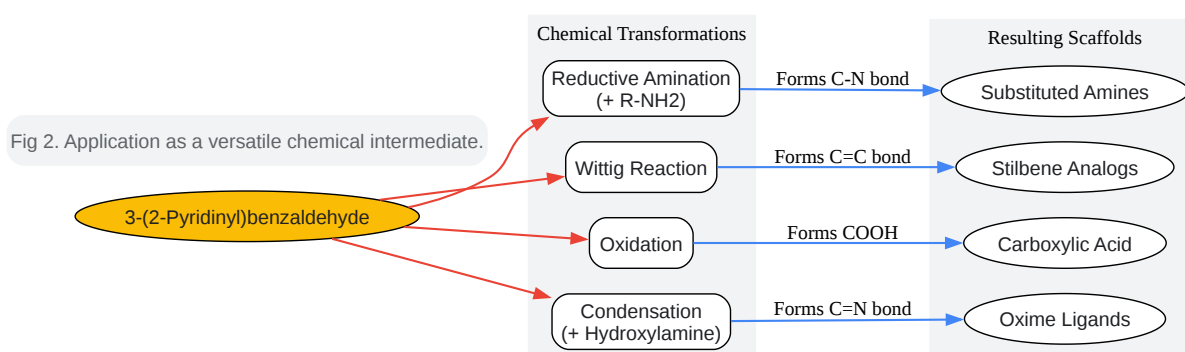 Chemical Transformations
Resulting Scaffolds
Reductive Amination
(+ R-NH2)
Forms C-N bond
Substituted Amines
Fig 2. Application as a versatile chemical intermediate.
Wittig Reaction
Forms C=C bond
Stilbene Analogs
3-(2-Pyridinyl)benzaldehyde
Oxidation
Forms COOH
Carboxylic Acid
Condensation
(+ Hydroxylamine)
Forms C=N bond
Oxime Ligands